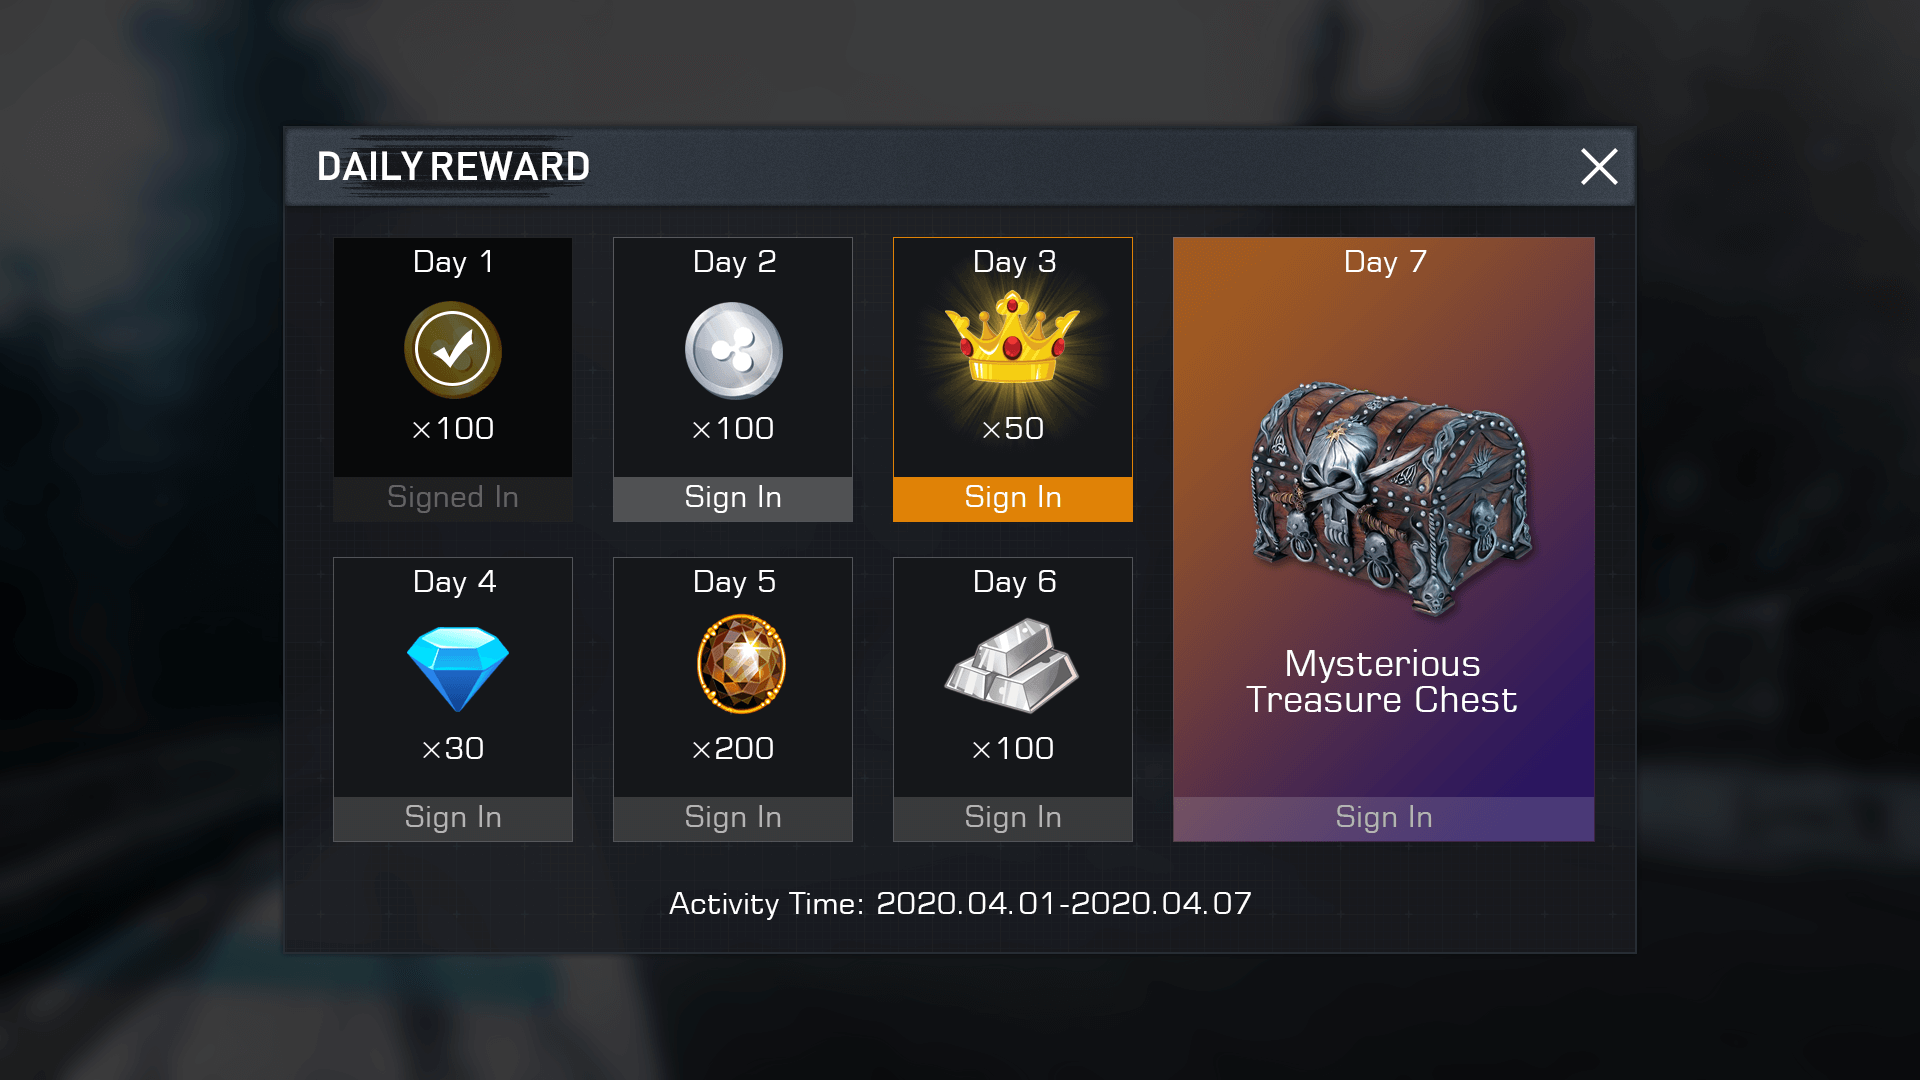 DAILY REWARD
Day 1
×100
Signed In
Day 2
×100
Sign In
Day 3
×50
Sign In
Day 4
×30
Sign In
Day 5
×200
Sign In
Day 6
×100
Sign In
Day 7
Mysterious
Treasure Chest
Sign In
Activity Time: 2020.04.01-2020.04.07